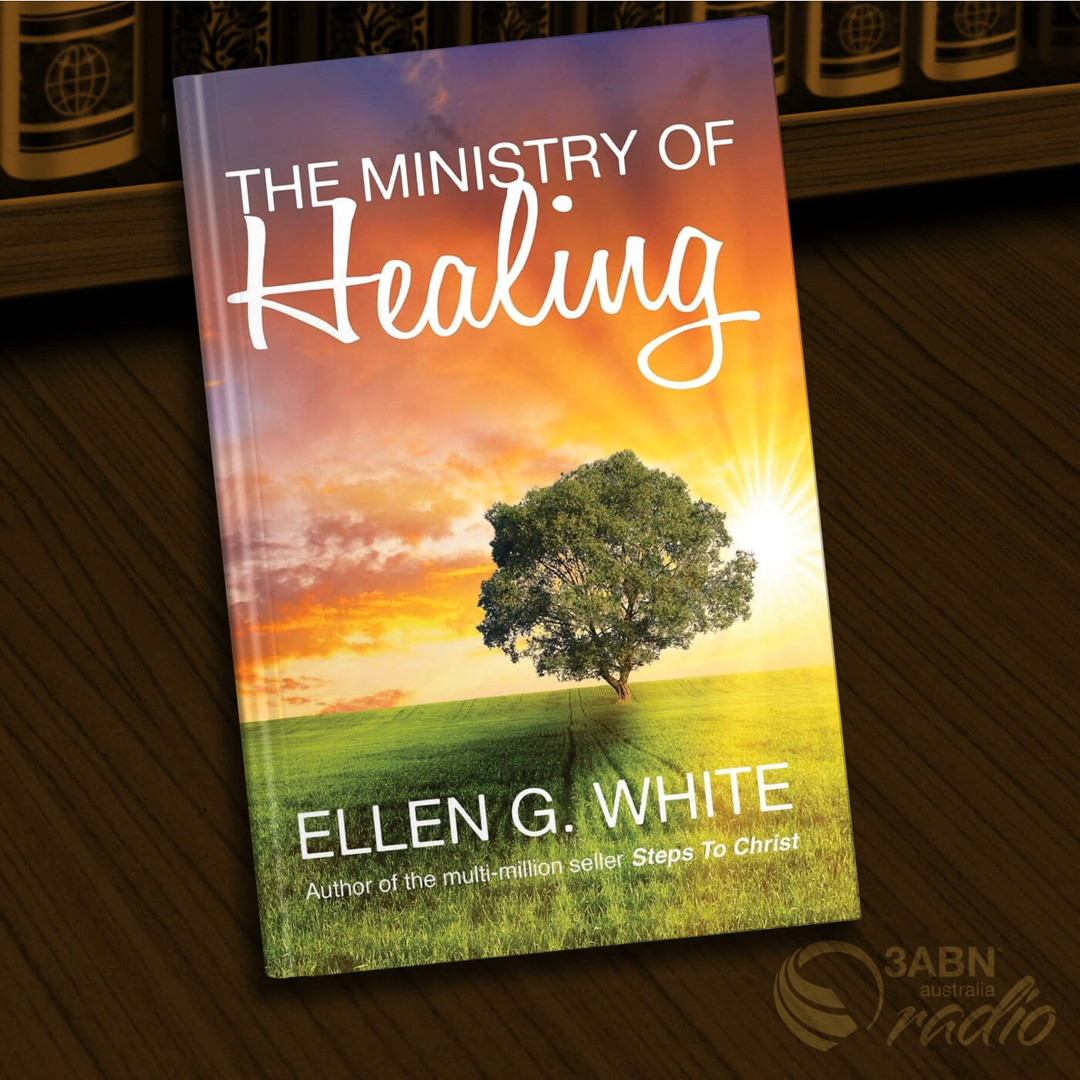 THE MINISTRY OF
Healing
ELLEN G. WHITE
Author of the multi-million seller Steps To Christ
3ABN
australia
radio